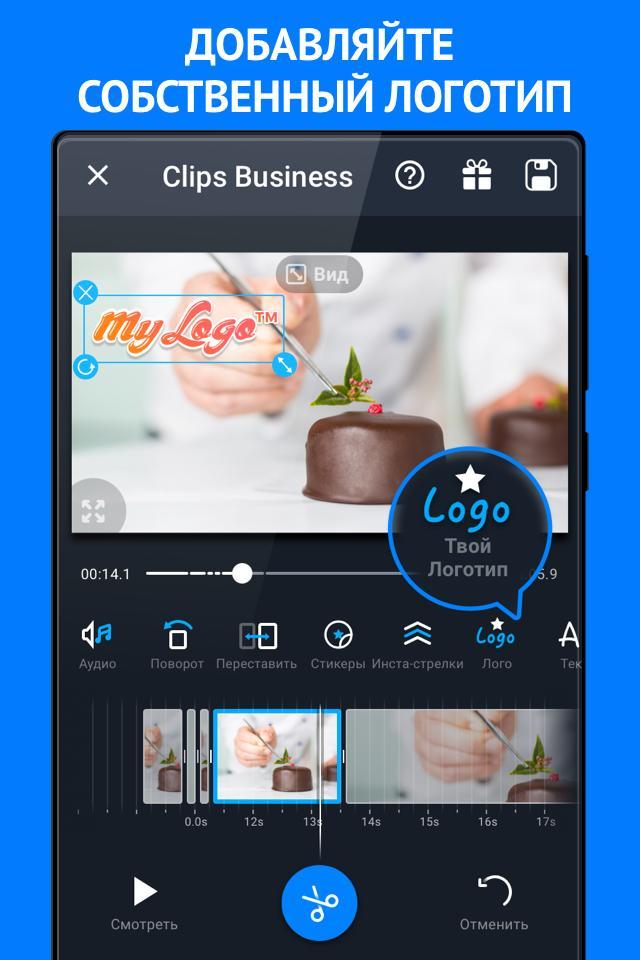 ДОБАВЛЯЙТЕ
СОБСТВЕННЫЙ ЛОГОТИП
Clips Business
Вид
My Logo™
Logo
Твой
Логотип
00:14.1
05.9
Аудио
Поворот
Переставить
Стикеры
Инста-стрелки
Logo
Лого
А
Тек
0.0s
12s
13s
14s
15s
16s
17s
Смотреть
Отменить